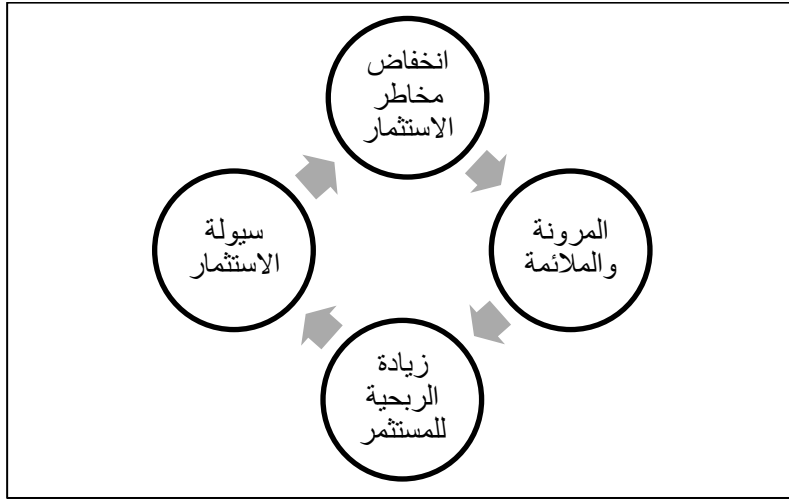 انخفاض
مخاطر
الاستثمار
المرونة
والملائمة
زيادة
الربحية
للمستثمر
سيولة
الاستثمار